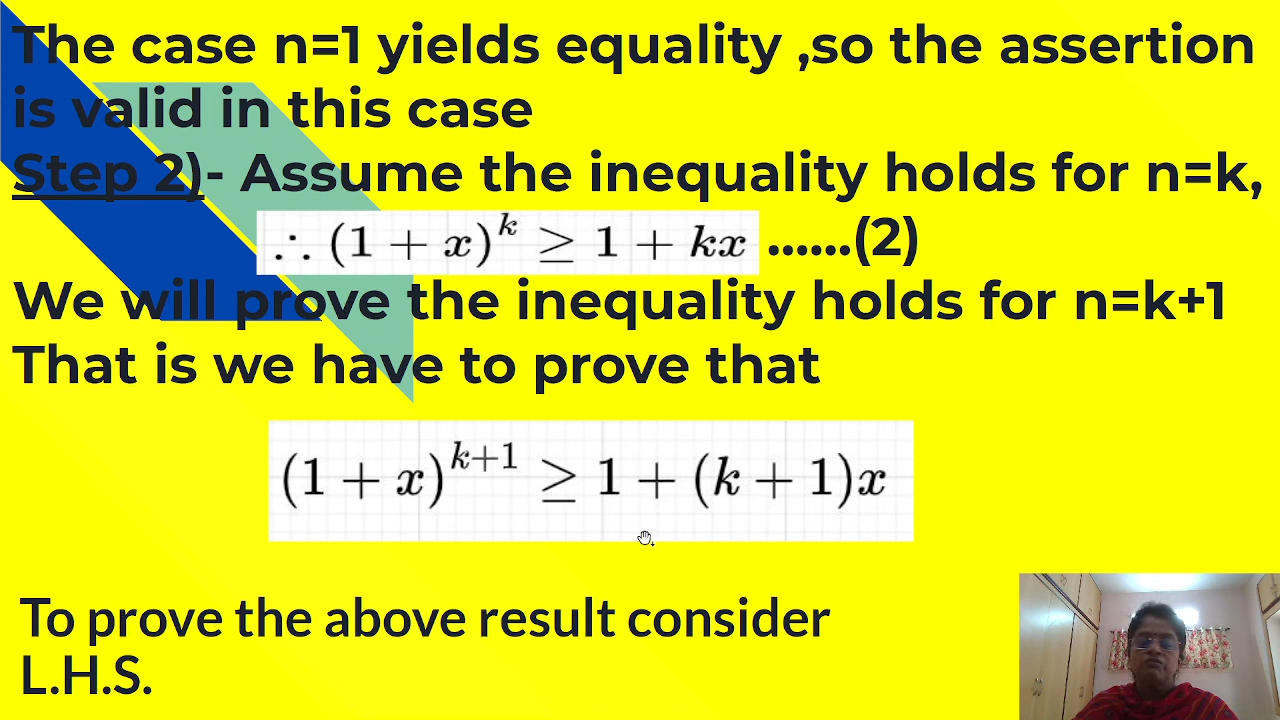 The case n=1 yields equality ,so the assertion
is valid in this case
Step 2)- Assume the inequality holds for n=k,
∴ (1 + x)^k ≥ 1 + kx ......(2)
We will prove the inequality holds for n=k+1
That is we have to prove that
(1 + x)^{k+1} ≥ 1 + (k + 1)x
To prove the above result consider
L.H.S.